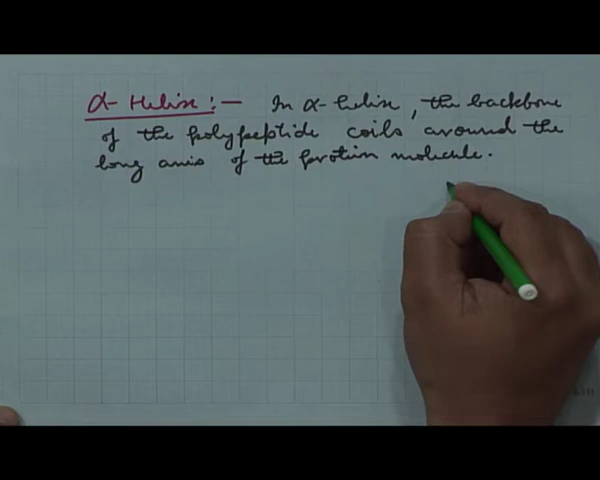 α- Helix :- In α-helix, the backbone
of the polypeptide coils around the
long axis of the protein molecule.